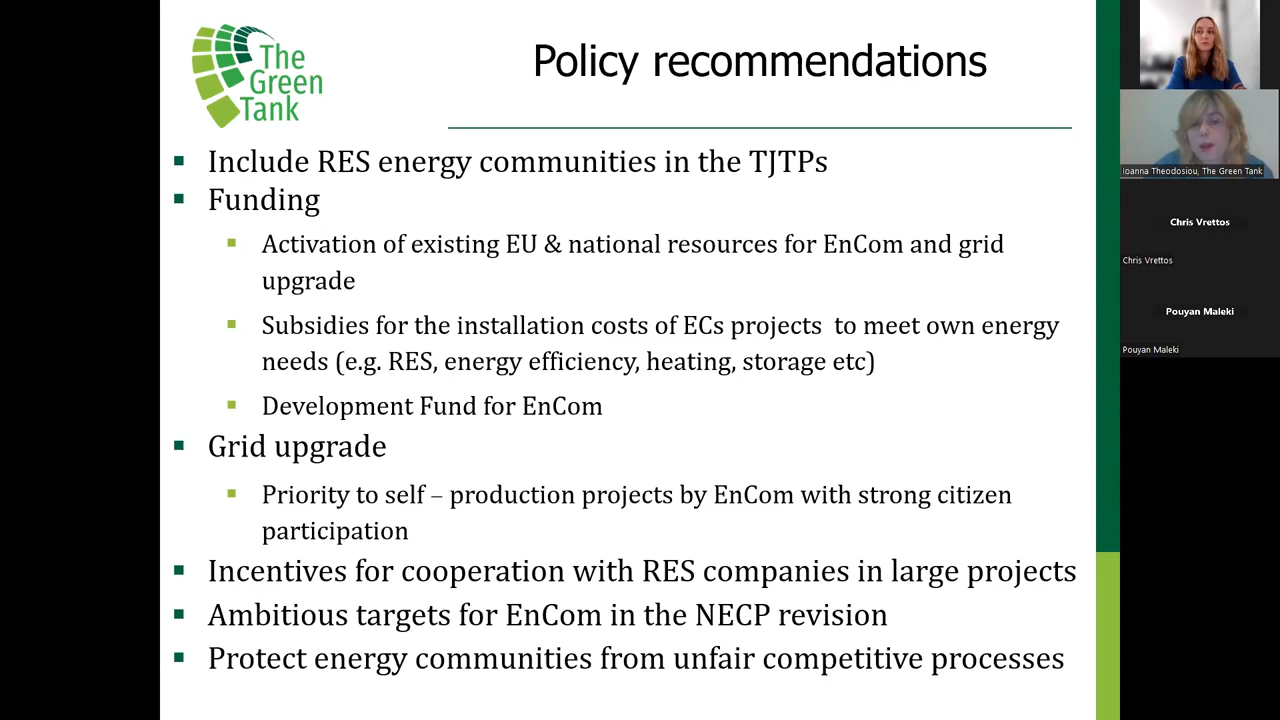 The
Green
Tank
Policy recommendations
Include RES energy communities in the TJTPs
Funding
Activation of existing EU & national resources for EnCom and grid
upgrade
Subsidies for the installation costs of ECs projects  to meet own energy
needs (e.g. RES, energy efficiency, heating, storage etc)
Development Fund for EnCom
Grid upgrade
Priority to self – production projects by EnCom with strong citizen
participation
Incentives for cooperation with RES companies in large projects
Ambitious targets for EnCom in the NECP revision
Protect energy communities from unfair competitive processes
Ioanna Theodosiou, The Green Tank
Chris Vrettos
Chris Vrettos
Pouyan Maleki
Pouyan Maleki